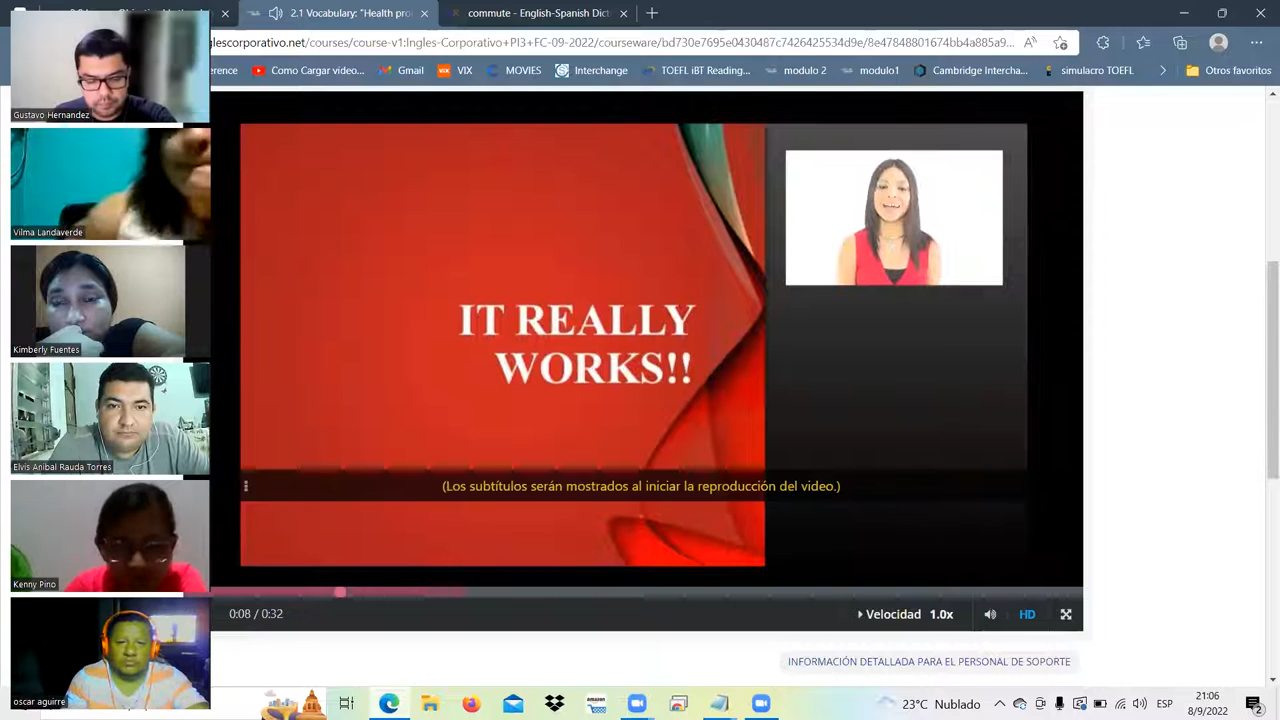 2.1 Vocabulary: "Health pro
commute - English-Spanish Dict
glescorporativo.net/courses/course-v1:Ingles-Corporativo+PI3+FC-09-2022/courseware/bd730e7695e0430487c7426425534d9e/8e47848801674bb4a885a9...
ference
Como Cargar vídeo...
Gmail
VIX
MOVIES
Interchange
TOEFL iBT Reading...
modulo 2
modulo1
Cambridge Intercha...
simulacro TOEFL
Otros favoritos
Gustavo Hernandez
Vilma Landaverde
Kimberly Fuentes
Elvis Anibal Rauda Torres
Kenny Pino
oscar aguirre
IT REALLY
WORKS!!
(Los subtítulos serán mostrados al iniciar la reproducción del video.)
0:08 / 0:32
Velocidad 1.0x
HD
INFORMACIÓN DETALLADA PARA EL PERSONAL DE SOPORTE
23°C Nublado
ESP
21:06
8/9/2022
2